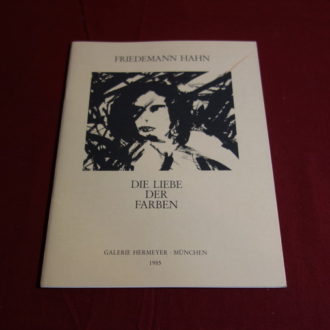 FRIEDEMANN HAHN
DIE LIEBE
DER
FARBEN
GALERIE HERMEYER · MÜNCHEN
1985